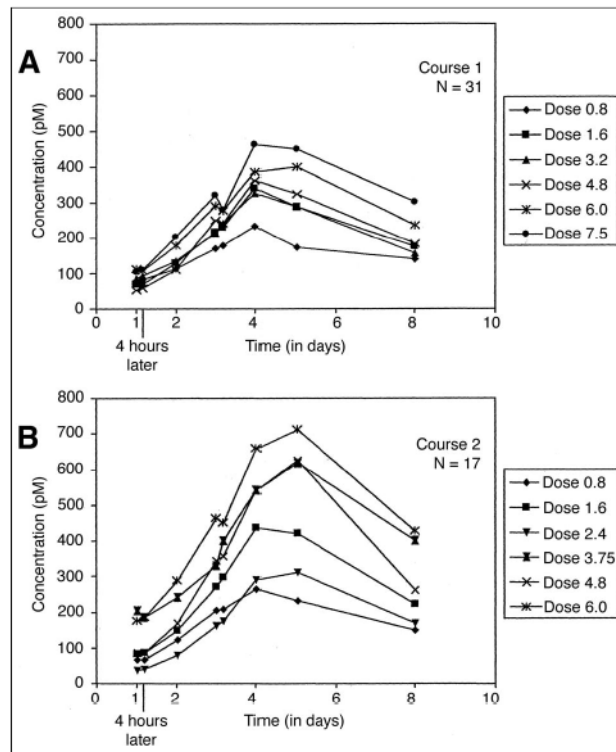 A
Course 1
N = 31
Concentration (pM)
800
700
600
500
400
300
200
100
0
0 1 2 4 6 8 10
4 hours
later
Time (in days)
Dose 0.8
Dose 1.6
Dose 3.2
Dose 4.8
Dose 6.0
Dose 7.5
B
Course 2
N = 17
Concentration (pM)
800
700
600
500
400
300
200
100
0
0 1 2 4 6 8 10
4 hours
later
Time (in days)
Dose 0.8
Dose 1.6
Dose 2.4
Dose 3.75
Dose 4.8
Dose 6.0